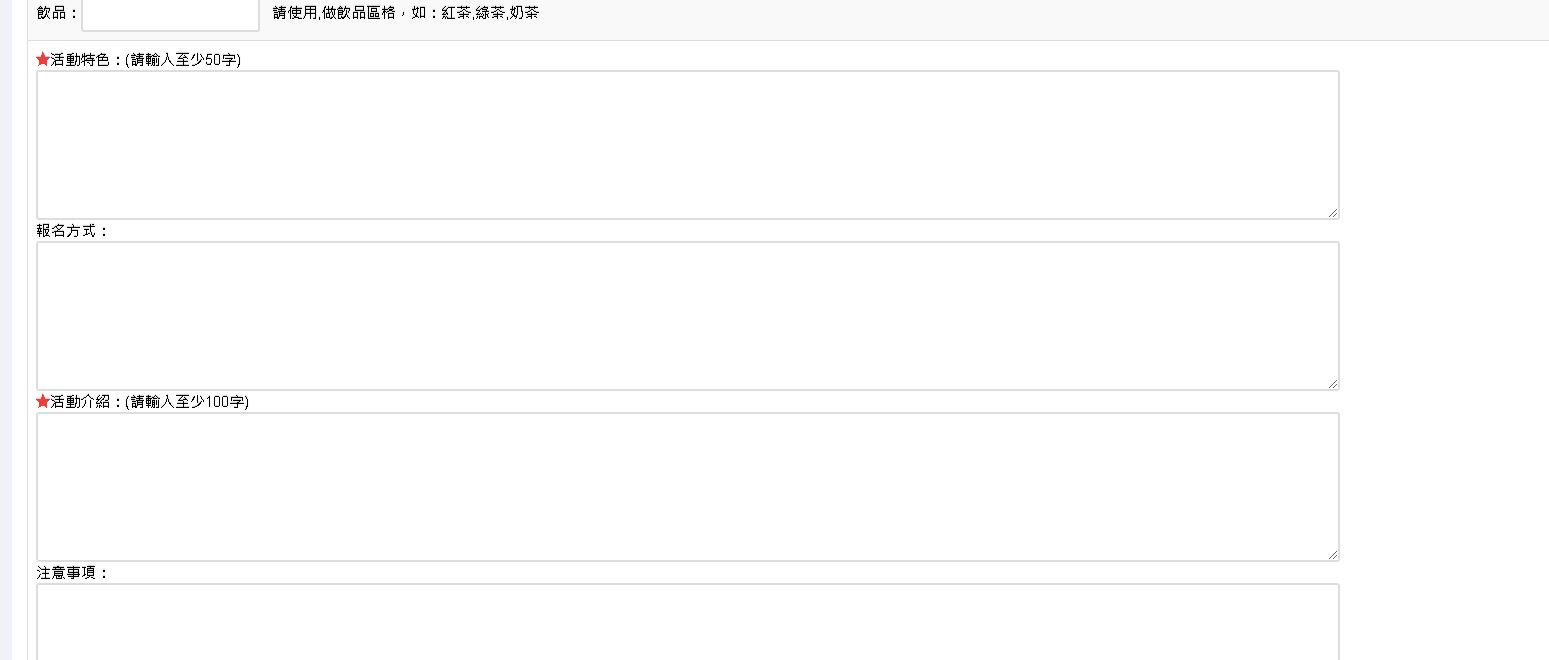 飲品：　請使用,做飲品區格，如：紅茶,綠茶,奶茶
★活動特色：(請輸入至少50字)
報名方式：
★活動介紹：(請輸入至少100字)
注意事項：